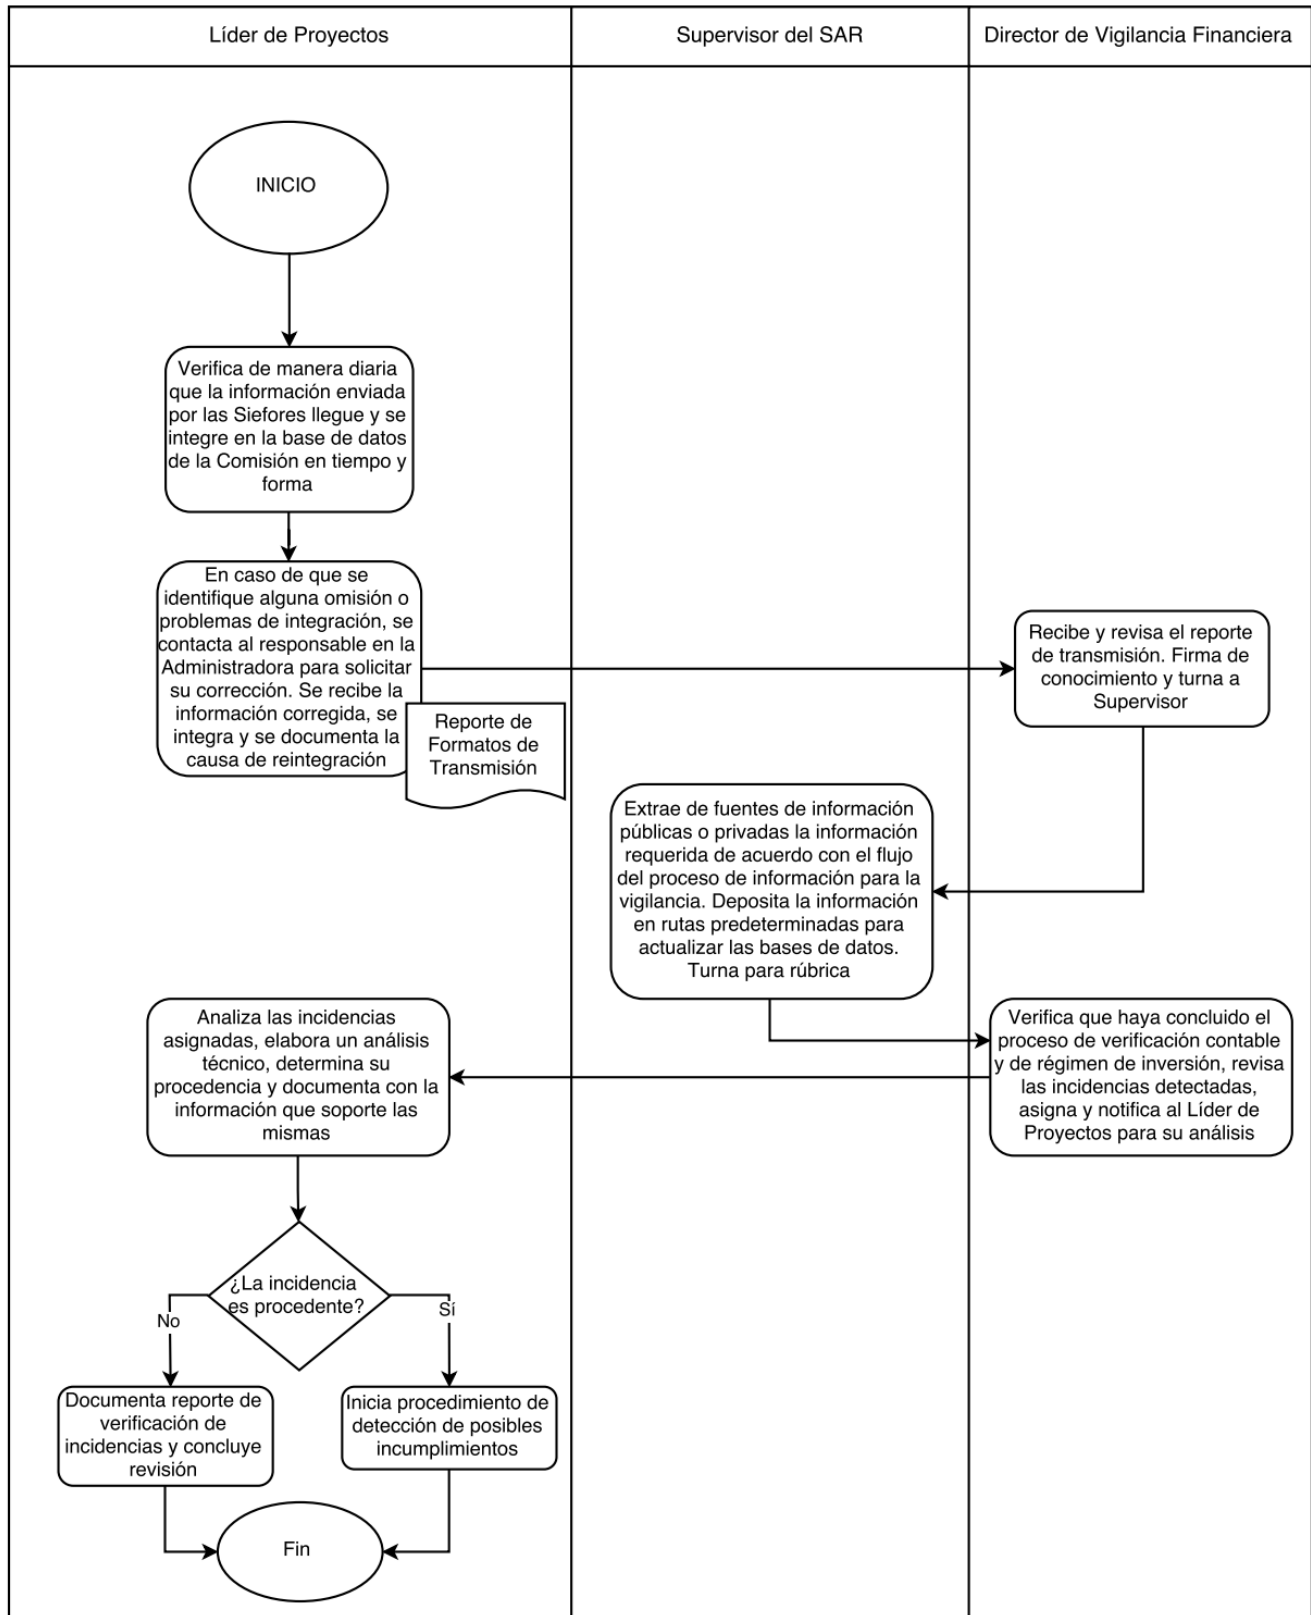 Líder de Proyectos
Supervisor del SAR
Director de Vigilancia Financiera
INICIO
Verifica de manera diaria
que la información enviada
por las Siefores llegue y se
integre en la base de datos
de la Comisión en tiempo y
forma
En caso de que se
identifique alguna omisión o
problemas de integración, se
contacta al responsable en la
Administradora para solicitar
su corrección. Se recibe la
información corregida, se
integra y se documenta la
causa de reintegración
Reporte de
Formatos de
Transmisión
Recibe y revisa el reporte
de transmisión. Firma de
conocimiento y turna a
Supervisor
Extrae de fuentes de información
públicas o privadas la información
requerida de acuerdo con el flujo
del proceso de información para la
vigilancia. Deposita la información
en rutas predeterminadas para
actualizar las bases de datos.
Turna para rúbrica
Verifica que haya concluido el
proceso de verificación contable
y de régimen de inversión, revisa
las incidencias detectadas,
asigna y notifica al Líder de
Proyectos para su análisis
Analiza las incidencias
asignadas, elabora un análisis
técnico, determina su
procedencia y documenta con la
información que soporte las
mismas
¿La incidencia
es procedente?
No
Sí
Documenta reporte de
verificación de
incidencias y concluye
revisión
Inicia procedimiento de
detección de posibles
incumplimientos
Fin